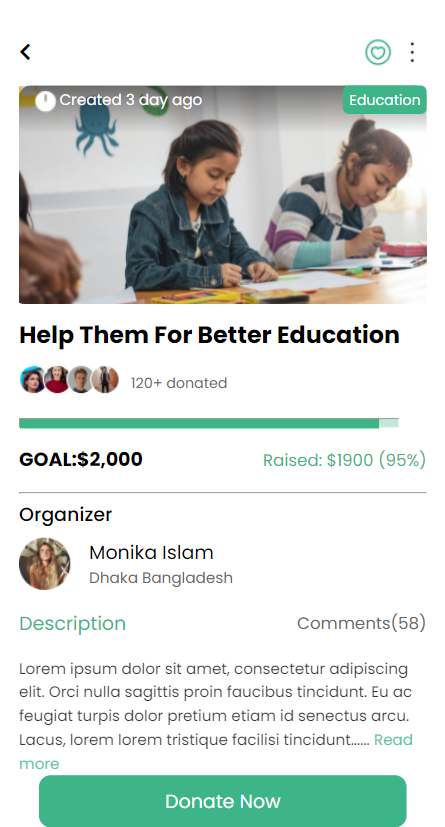 Created 3 day ago
Education
Help Them For Better Education
120+ donated
GOAL:$2,000
Raised: $1900 (95%)
Organizer
Monika Islam
Dhaka Bangladesh
Description
Comments(58)
Lorem ipsum dolor sit amet, consectetur adipiscing
elit. Orci nulla sagittis proin faucibus tincidunt. Eu ac
feugiat turpis dolor pretium etiam id senectus arcu.
Lacus, lorem lorem tristique facilisi tincidunt...... Read
more
Donate Now